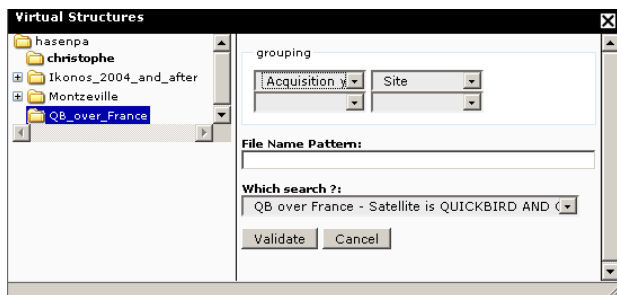 Virtual Structures
hasenpa
christophe
Ikonos_2004_and_after
Montzeville
QB_over_France
grouping
Acquisition y
Site
File Name Pattern:
Which search ?:
QB over France - Satellite is QUICKBIRD AND (
Validate
Cancel